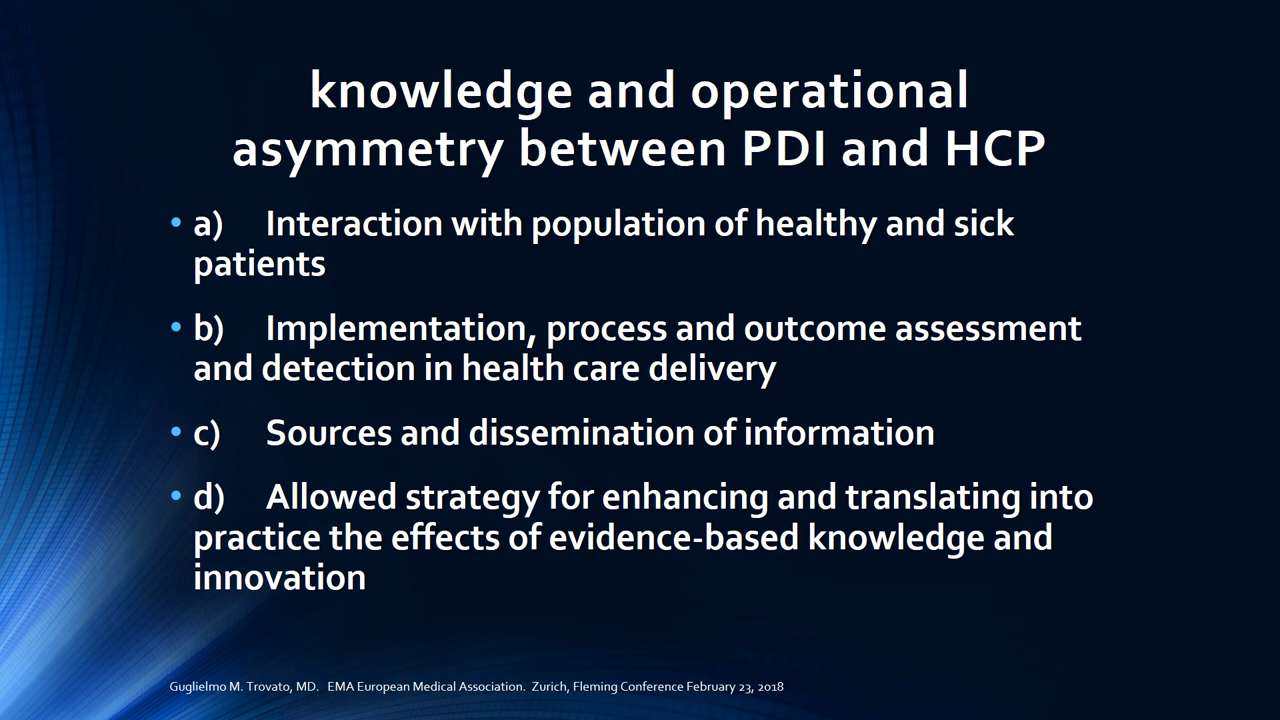 knowledge and operational
asymmetry between PDI and HCP
• a) Interaction with population of healthy and sick
patients
• b) Implementation, process and outcome assessment
and detection in health care delivery
• c) Sources and dissemination of information
• d) Allowed strategy for enhancing and translating into
practice the effects of evidence-based knowledge and
innovation
Guglielmo M. Trovato, MD. EMA European Medical Association. Zurich, Fleming Conference February 23, 2018